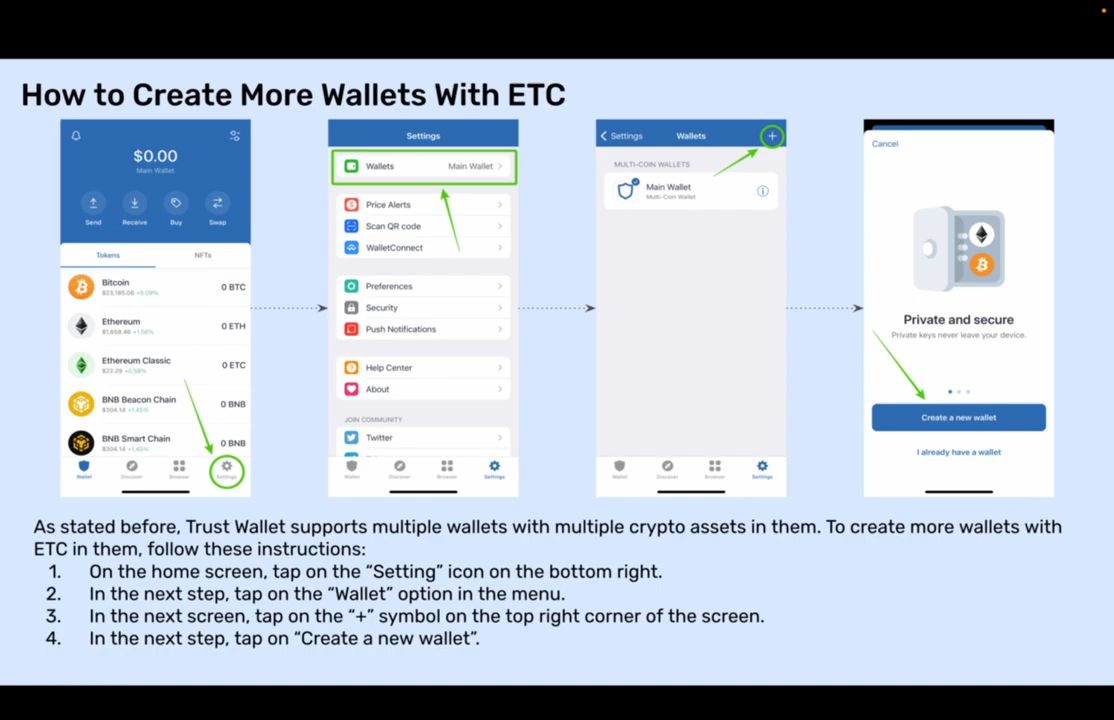 How to Create More Wallets With ETC
$0.00
Main Wallet
Send Receive Buy Swap
Tokens NFTs
Bitcoin 0 BTC
$23,185.06 +3.09%
Ethereum 0 ETH
$1,659.46 +1.56%
Ethereum Classic 0 ETC
$22.29 +0.58%
BNB Beacon Chain 0 BNB
$304.14 +1.45%
BNB Smart Chain 0 BNB
$304.14 +1.45%
Wallet Discover Browser Settings
Settings
Wallets Main Wallet
Price Alerts
Scan QR code
WalletConnect
Preferences
Security
Push Notifications
Help Center
About
JOIN COMMUNITY
Twitter
Wallet Discover Browser Settings
Settings Wallets +
MULTI-COIN WALLETS
Main Wallet
Multi-Coin Wallet
Wallet Discover Browser Settings
Cancel
Private and secure
Private keys never leave your device.
Create a new wallet
I already have a wallet
As stated before, Trust Wallet supports multiple wallets with multiple crypto assets in them. To create more wallets with
ETC in them, follow these instructions:
1. On the home screen, tap on the “Setting” icon on the bottom right.
2. In the next step, tap on the “Wallet” option in the menu.
3. In the next screen, tap on the “+” symbol on the top right corner of the screen.
4. In the next step, tap on “Create a new wallet”.